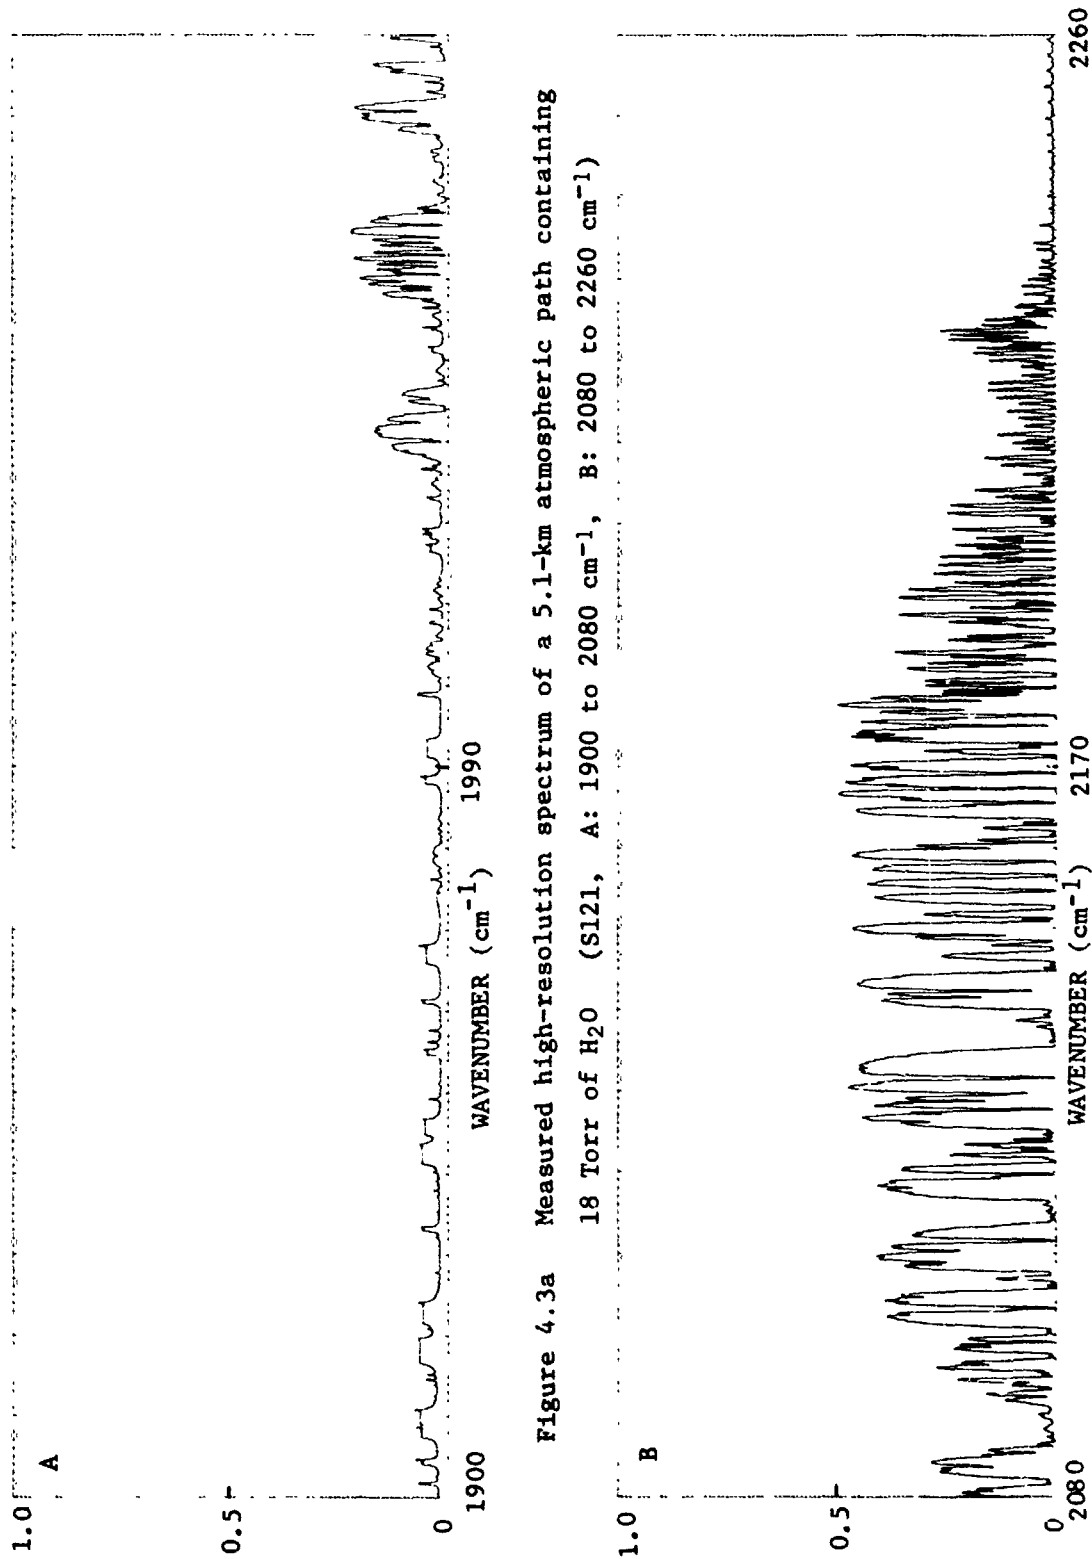 A
1.0
0.5
0
1900
1990
WAVENUMBER (cm⁻¹)
Figure 4.3a Measured high-resolution spectrum of a 5.1-km atmospheric path containing
18 Torr of H₂O (S121, A: 1900 to 2080 cm⁻¹, B: 2080 to 2260 cm⁻¹)
B
1.0
0.5
0
2080
2170
2260
WAVENUMBER (cm⁻¹)